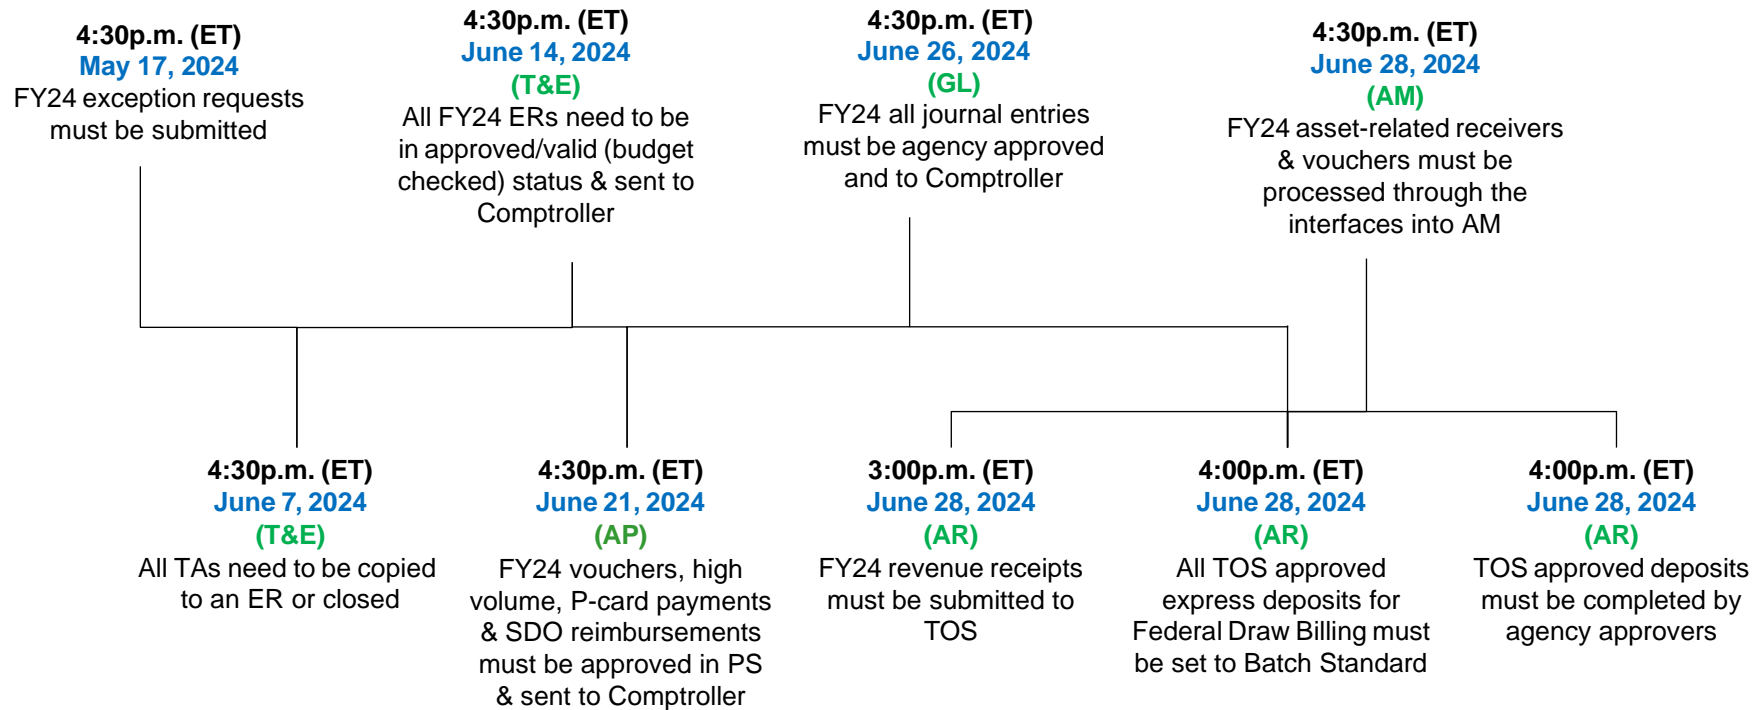 4:30p.m. (ET)
May 17, 2024
FY24 exception requests
must be submitted
4:30p.m. (ET)
June 14, 2024
(T&E)
All FY24 ERs need to be
in approved/valid (budget
checked) status & sent to
Comptroller
4:30p.m. (ET)
June 26, 2024
(GL)
FY24 all journal entries
must be agency approved
and to Comptroller
4:30p.m. (ET)
June 28, 2024
(AM)
FY24 asset-related receivers
& vouchers must be
processed through the
interfaces into AM
4:30p.m. (ET)
June 7, 2024
(T&E)
All TAs need to be copied
to an ER or closed
4:30p.m. (ET)
June 21, 2024
(AP)
FY24 vouchers, high
volume, P-card payments
& SDO reimbursements
must be approved in PS
& sent to Comptroller
3:00p.m. (ET)
June 28, 2024
(AR)
FY24 revenue receipts
must be submitted to
TOS
4:00p.m. (ET)
June 28, 2024
(AR)
All TOS approved
express deposits for
Federal Draw Billing must
be set to Batch Standard
4:00p.m. (ET)
June 28, 2024
(AR)
TOS approved deposits
must be completed by
agency approvers